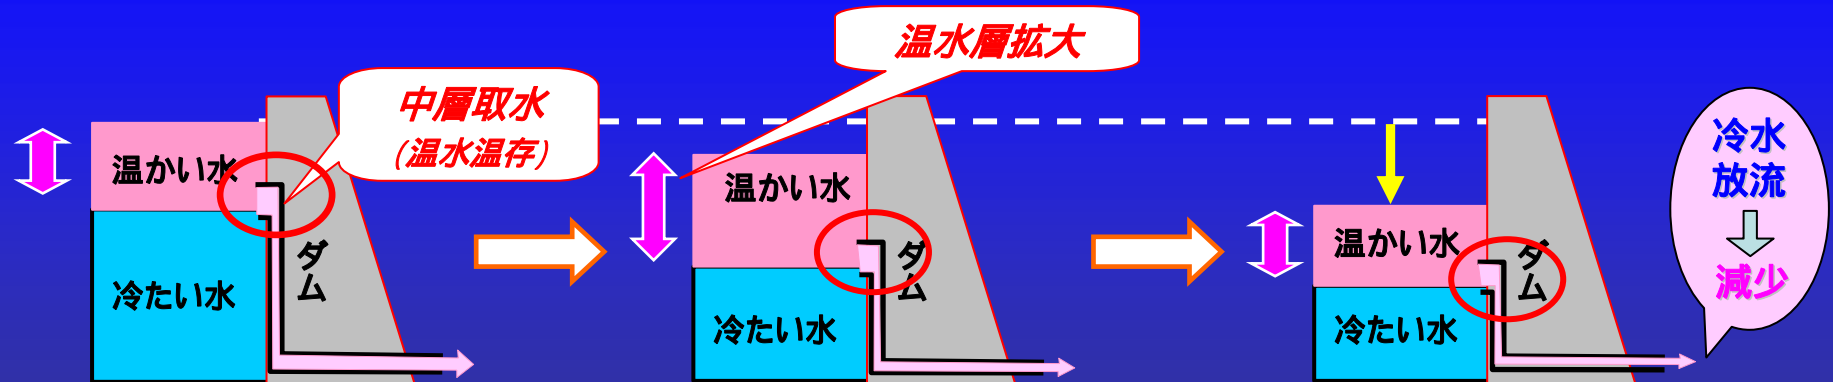 中層取水
(温水温存)
温かい水
冷たい水
ダム
温水層拡大
温かい水
冷たい水
ダム
温かい水
冷たい水
ダム
冷水
放流
減少